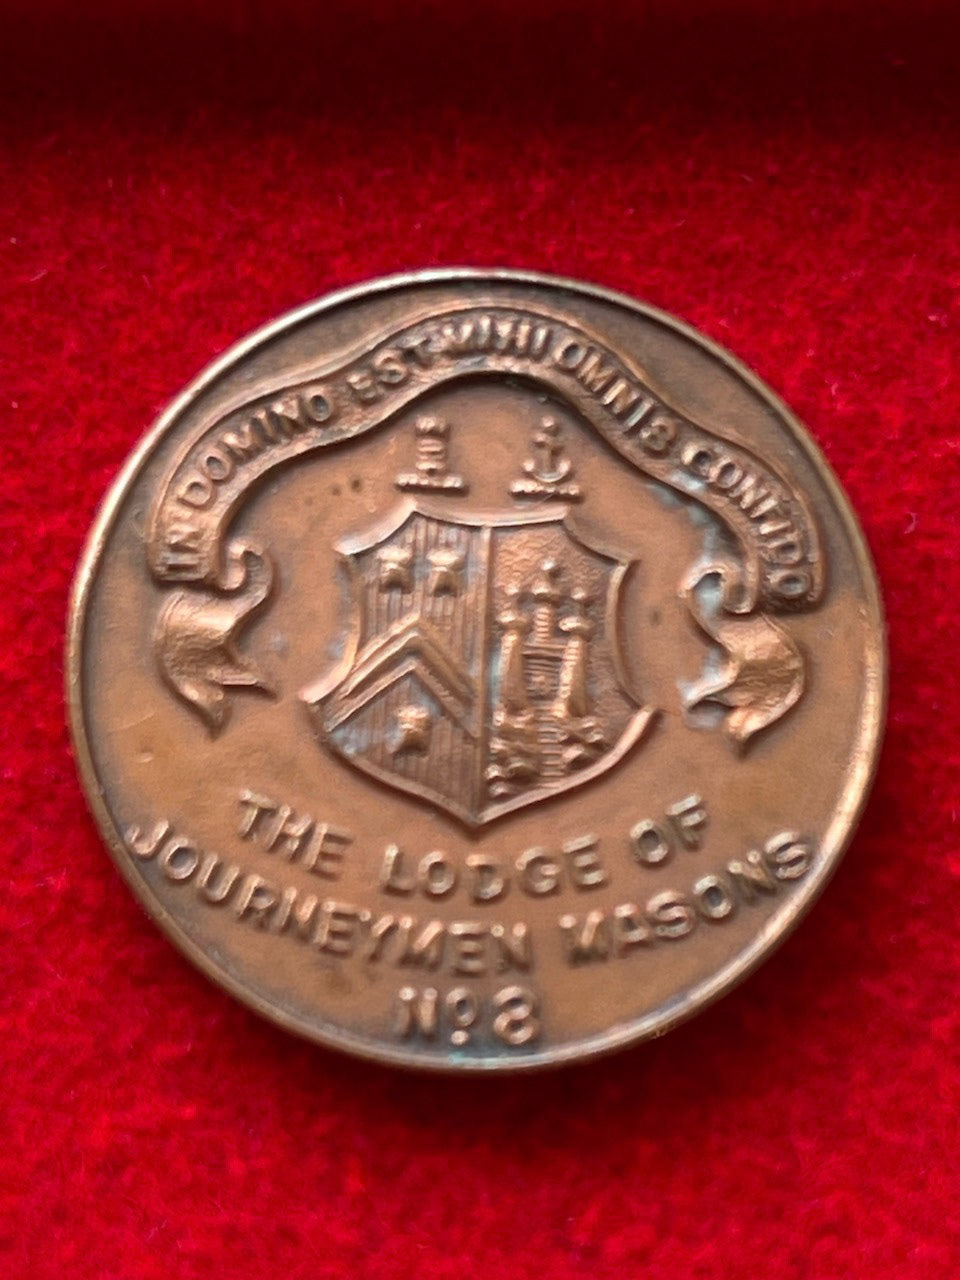 IN DOMINO EST MIHI OMNIS CONFIDO
THE LODGE OF
JOURNEYMEN MASONS
No 8